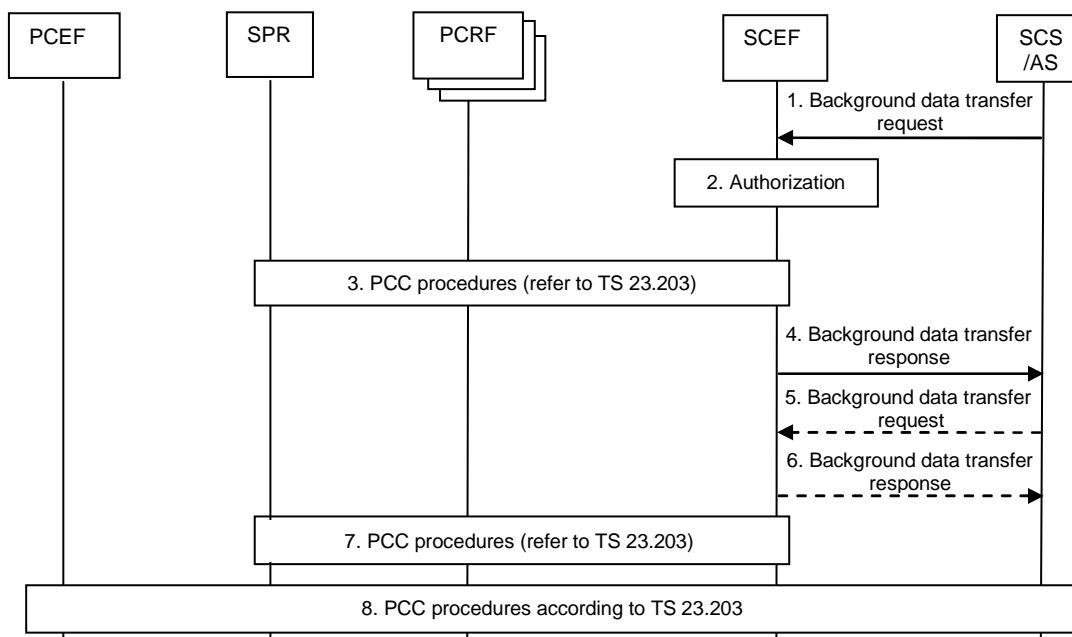 PCEF
SPR
PCRF
SCEF
SCS
/AS
1. Background data transfer
request
2. Authorization
3. PCC procedures (refer to TS 23.203)
4. Background data transfer
response
5. Background data transfer
request
6. Background data transfer
response
7. PCC procedures (refer to TS 23.203)
8. PCC procedures according to TS 23.203